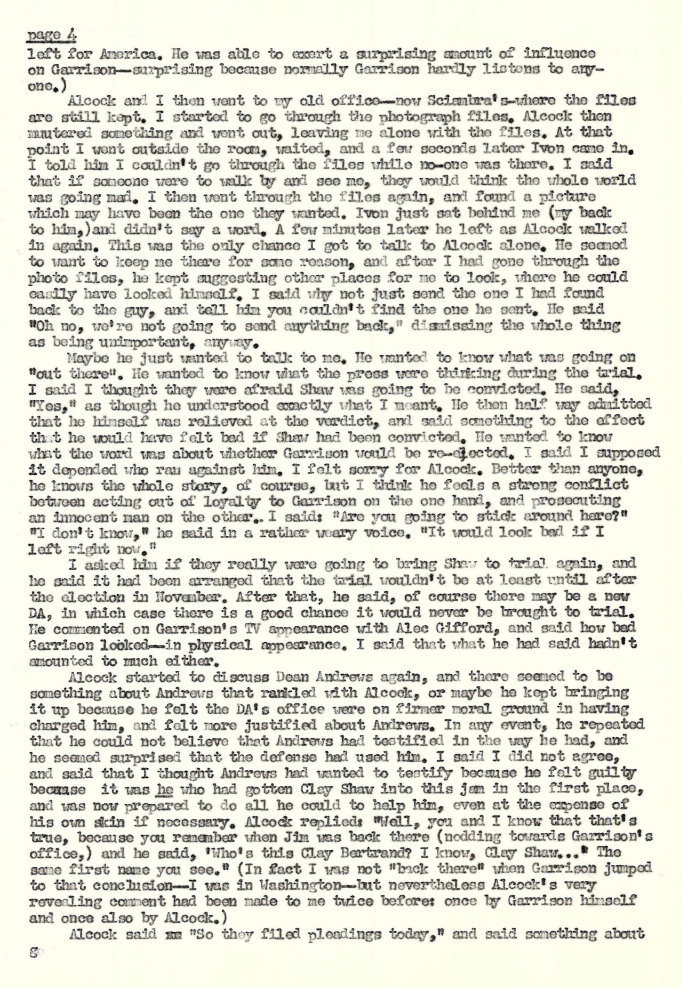 page 4
left for America. He was able to exert a surprising amount of influence
on Garrison—surprising because normally Garrison hardly listens to any-
one.)
Alcock and I then went to my old office—now Sciambra's—where the files
are still kept. I started to go through the photograph files. Alcock then
muttered something and went out, leaving me alone with the files. At that
point I went outside the room, waited, and a few seconds later Ivon came in.
I told him I couldn't go through the files while no-one was there. I said
that if someone were to walk by and see me, they would think the whole world
was going mad. I then went through the files again, and found a picture
which may have been the one they wanted. Ivon just sat behind me (my back
to him,)and didn't say a word. A few minutes later he left as Alcock walked
in again. This was the only chance I got to talk to Alcock alone. He seemed
to want to keep me there for some reason, and after I had gone through the
photo files, he kept suggesting other places for me to look, where he could
easily have looked himself. I said why not just send the one I had found
back to the guy, and tell him you couldn't find the one he sent. He said
"Oh no, we're not going to send anything back," dismissing the whole thing
as being unimportant, anyway.
Maybe he just wanted to talk to me. He wanted to know what was going on
"out there". He wanted to know what the press were thinking during the trial.
I said I thought they were afraid Shaw was going to be convicted. He said,
"Yes," as though he understood exactly what I meant. He then half way admitted
that he himself was relieved at the verdict, and said something to the effect
that he would have felt bad if Shaw had been convicted. He wanted to know
what the word was about whether Garrison would be re-elected. I said I supposed
it depended who ran against him. I felt sorry for Alcock. Better than anyone,
he knows the whole story, of course, but I think he feels a strong conflict
between acting out of loyalty to Garrison on the one hand, and prosecuting
an innocent man on the other.. I said: "Are you going to stick around here?"
"I don't know," he said in a rather weary voice. "It would look bad if I
left right now."
I asked him if they really were going to bring Shaw to trial again, and
he said it had been arranged that the trial wouldn't be at least until after
the election in November. After that, he said, of course there may be a new
DA, in which case there is a good chance it would never be brought to trial.
He commented on Garrison's TV appearance with Alec Gifford, and said how bad
Garrison looked—in physical appearance. I said that what he had said hadn't
amounted to much either.
Alcock started to discuss Dean Andrews again, and there seemed to be
something about Andrews that rankled with Alcock, or maybe he kept bringing
it up because he felt the DA's office were on firmer moral ground in having
charged him, and felt more justified about Andrews. In any event, he repeated
that he could not believe that Andrews had testified in the way he had, and
he seemed surprised that the defense had used him. I said I did not agree,
and said that I thought Andrews had wanted to testify because he felt guilty
because it was he who had gotten Clay Shaw into this jam in the first place,
and was now prepared to do all he could to help him, even at the expense of
his own skin if necessary. Alcock replied: "Well, you and I know that that's
true, because you remember when Jim was back there (nodding towards Garrison's
office,) and he said, 'Who's this Clay Bertrand? I know, Clay Shaw...' The
same first name you see." (In fact I was not "back there" when Garrison jumped
to that conclusion—I was in Washington—but nevertheless Alcock's very
revealing comment had been made to me twice before: once by Garrison himself
and once also by Alcock.)
Alcock said "So they filed pleadings today," and said something about